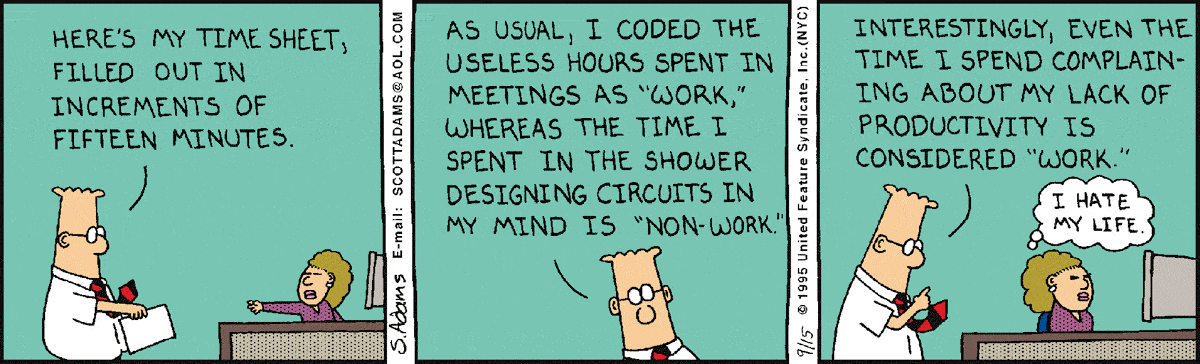 HERE'S MY TIME SHEET,
FILLED OUT IN
INCREMENTS OF
FIFTEEN MINUTES.
S.Adams E-mail: SCOTTADAMS@AOL.COM
AS USUAL, I CODED THE
USELESS HOURS SPENT IN
MEETINGS AS "WORK,"
WHEREAS THE TIME I
SPENT IN THE SHOWER
DESIGNING CIRCUITS IN
MY MIND IS "NON-WORK."
9/15 © 1995 United Feature Syndicate, Inc.(NYC)
INTERESTINGLY, EVEN THE
TIME I SPEND COMPLAIN-
ING ABOUT MY LACK OF
PRODUCTIVITY IS
CONSIDERED "WORK."
I HATE
MY LIFE.